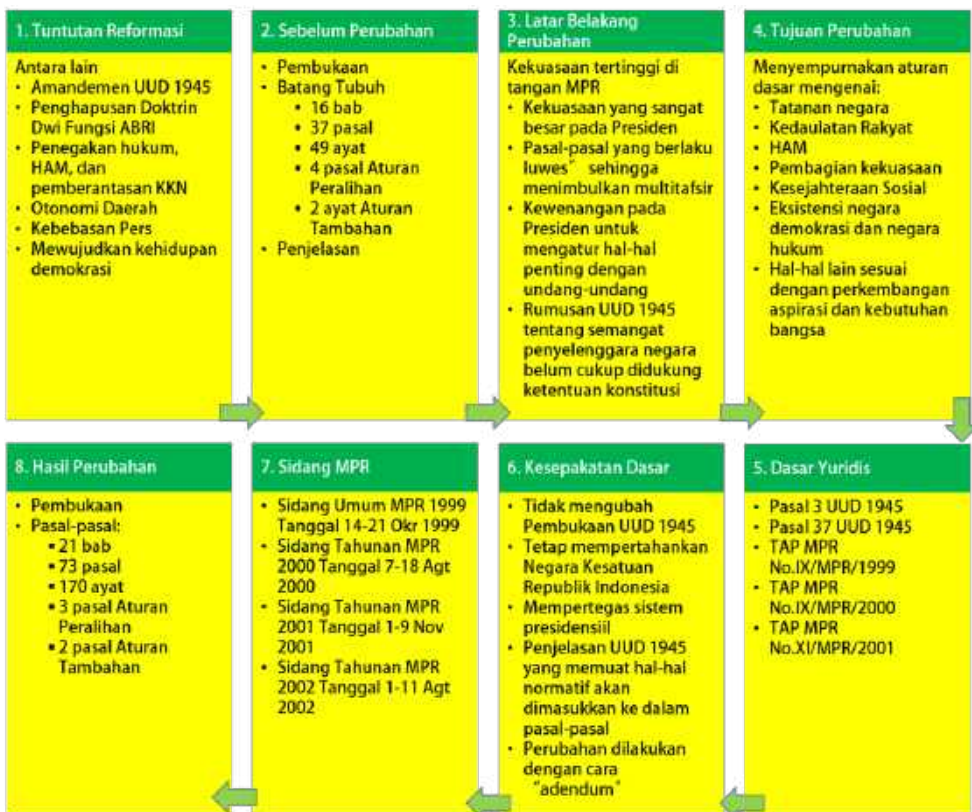 1. Tuntutan Reformasi
Antara lain
• Amandemen UUD 1945
• Penghapusan Doktrin
Dwi Fungsi ABRI
• Penegakan hukum,
HAM, dan
pemberantasan KKN
• Otonomi Daerah
• Kebebasan Pers
• Mewujudkan kehidupan
demokrasi
2. Sebelum Perubahan
• Pembukaan
• Batang Tubuh
• 16 bab
• 37 pasal
• 49 ayat
• 4 pasal Aturan
Peralihan
• 2 ayat Aturan
Tambahan
• Penjelasan
3. Latar Belakang
Perubahan
Kekuasaan tertinggi di
tangan MPR
• Kekuasaan yang sangat
besar pada Presiden
• Pasal-pasal yang berlaku
luwes” sehingga
menimbulkan multitafsir
• Kewenangan pada
Presiden untuk
mengatur hal-hal
penting dengan
undang-undang
• Rumusan UUD 1945
tentang semangat
penyelenggara negara
belum cukup didukung
ketentuan konstitusi
4. Tujuan Perubahan
Menyempurnakan aturan
dasar mengenai:
• Tatanan negara
• Kedaulatan Rakyat
• HAM
• Pembagian kekuasaan
• Kesejahteraan Sosial
• Eksistensi negara
demokrasi dan negara
hukum
• Hal-hal lain sesuai
dengan perkembangan
aspirasi dan kebutuhan
bangsa
5. Dasar Yuridis
• Pasal 3 UUD 1945
• Pasal 37 UUD 1945
• TAP MPR
No.IX/MPR/1999
• TAP MPR
No.IX/MPR/2000
• TAP MPR
No.XI/MPR/2001
6. Kesepakatan Dasar
• Tidak mengubah
Pembukaan UUD 1945
• Tetap mempertahankan
Negara Kesatuan
Republik Indonesia
• Mempertegas sistem
presidensiil
• Penjelasan UUD 1945
yang memuat hal-hal
normatif akan
dimasukkan ke dalam
pasal-pasal
• Perubahan dilakukan
dengan cara
“adendum”
7. Sidang MPR
• Sidang Umum MPR 1999
Tanggal 14-21 Okr 1999
• Sidang Tahunan MPR
2000 Tanggal 7-18 Agt
2000
• Sidang Tahunan MPR
2001 Tanggal 1-9 Nov
2001
• Sidang Tahunan MPR
2002 Tanggal 1-11 Agt
2002
8. Hasil Perubahan
• Pembukaan
• Pasal-pasal:
▪ 21 bab
▪ 73 pasal
▪ 170 ayat
▪ 3 pasal Aturan
Peralihan
▪ 2 pasal Aturan
Tambahan